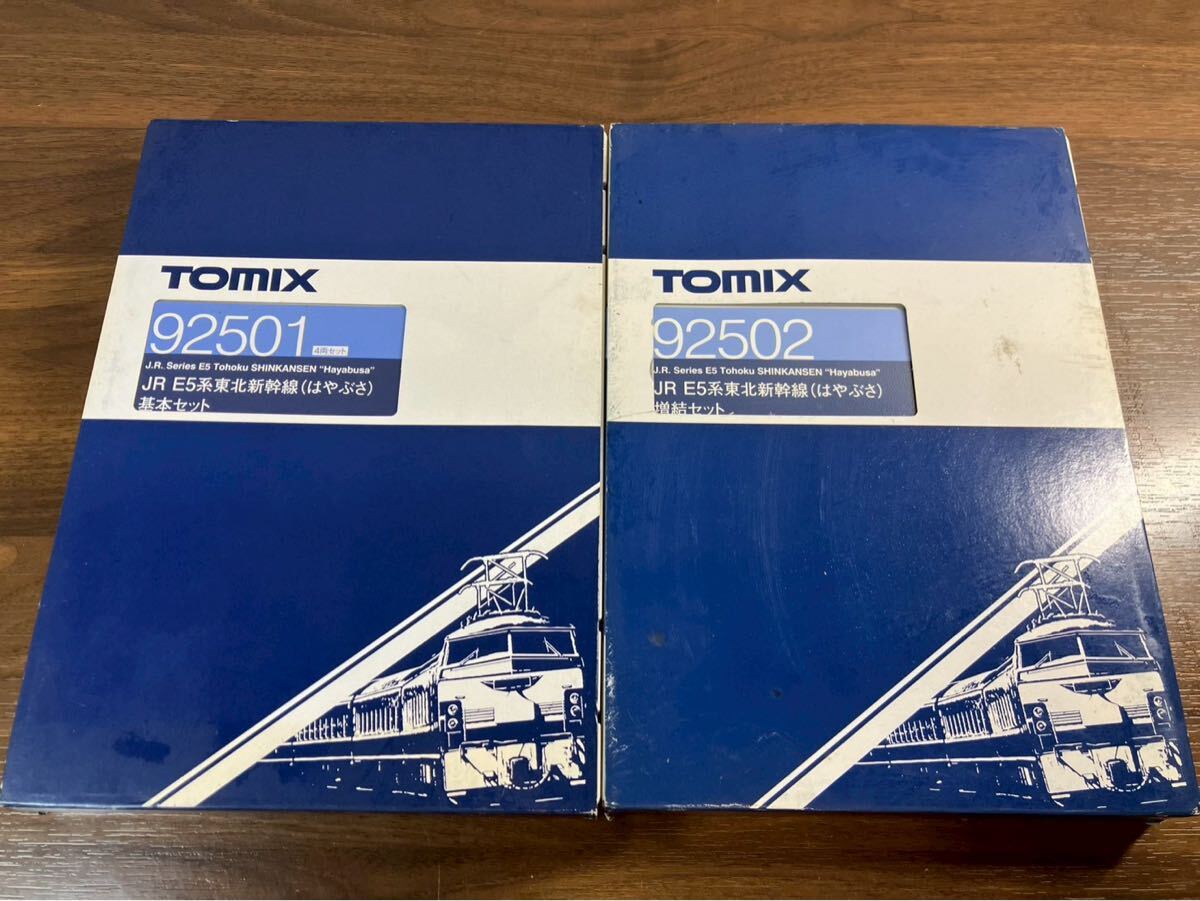 TOMIX
92501 4両セット
J.R. Series E5 Tohoku SHINKANSEN "Hayabusa"
JR E5系東北新幹線(はやぶさ)
基本セット
TOMIX
92502
J.R. Series E5 Tohoku SHINKANSEN "Hayabusa"
JR E5系東北新幹線(はやぶさ)
増結セット